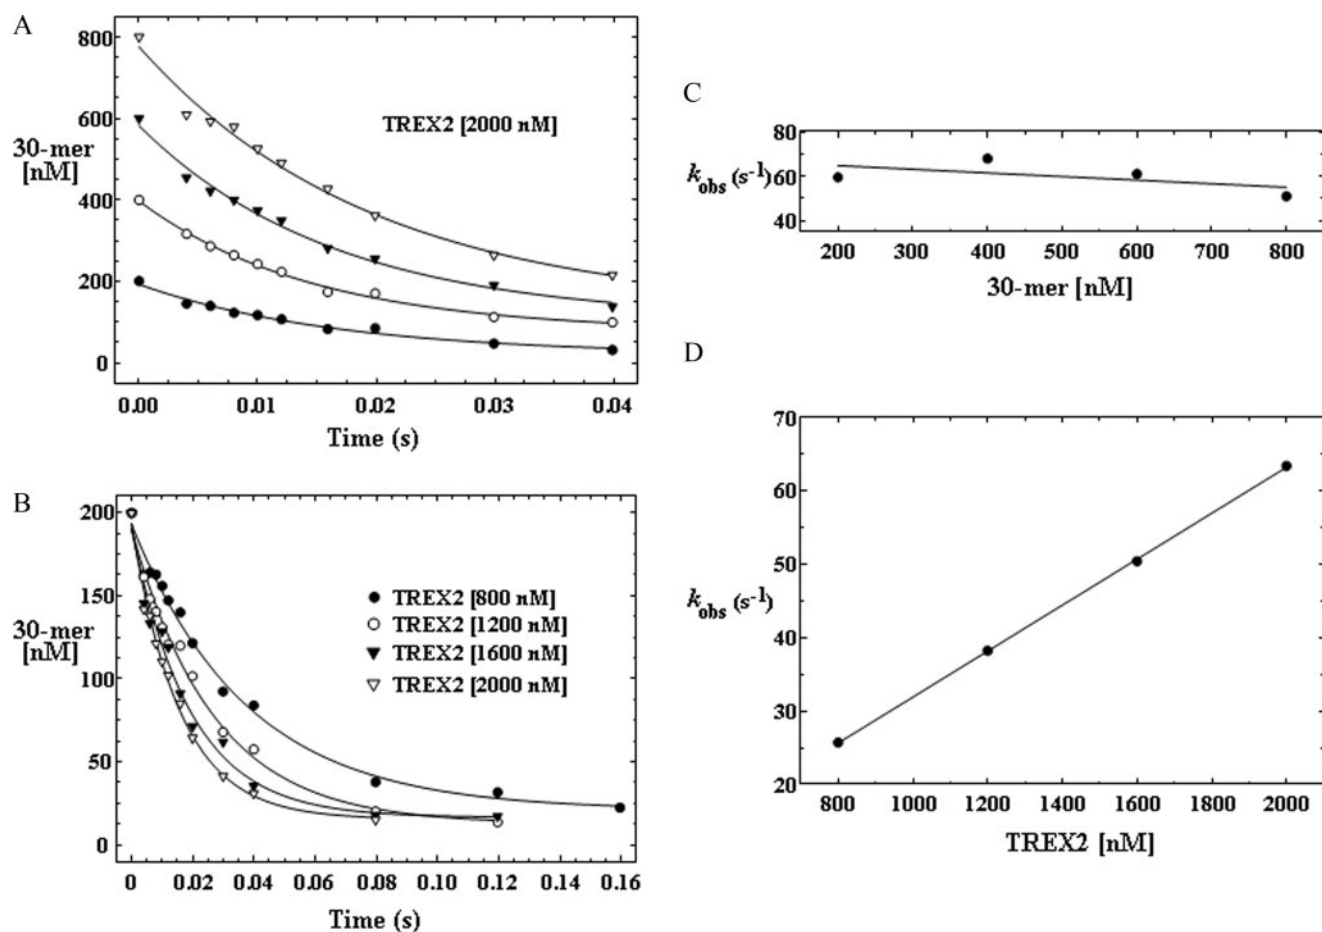 A
800
600
30-mer
[nM]
400
200
0
TREX2 [2000 nM]
0.00 0.01 0.02 0.03 0.04
Time (s)
B
200
150
30-mer
[nM]
100
50
0
TREX2 [800 nM]
TREX2 [1200 nM]
TREX2 [1600 nM]
TREX2 [2000 nM]
0 0.02 0.04 0.06 0.08 0.10 0.12 0.14 0.16
Time (s)
C
80
kobs (s-1)
60
40
200 300 400 500 600 700 800
30-mer [nM]
D
70
60
kobs (s-1)
50
40
30
20
800 1000 1200 1400 1600 1800 2000
TREX2 [nM]